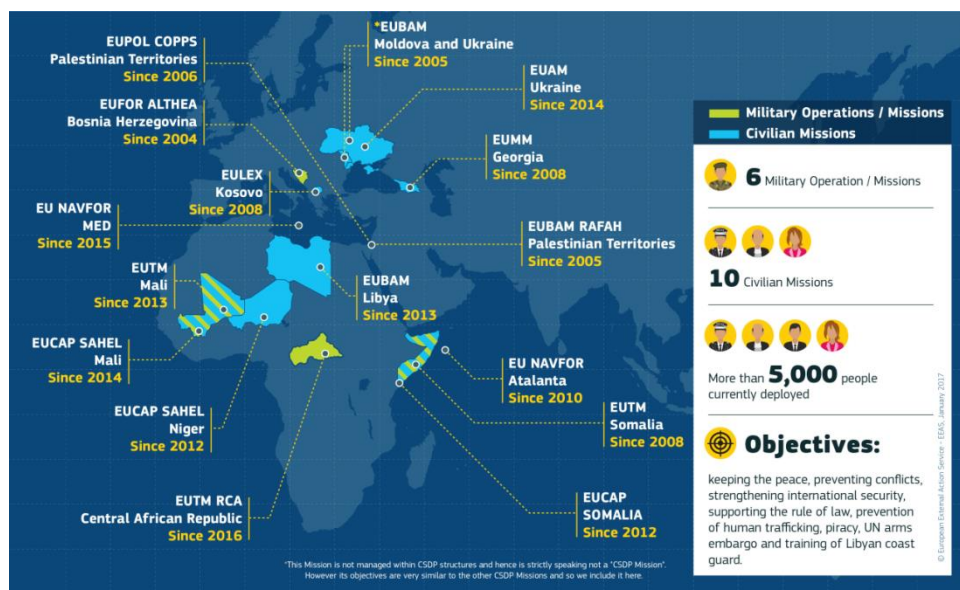 EUPOL COPPS
Palestinian Territories
Since 2006
EUFOR ALTHEA
Bosnia Herzegovina
Since 2004
EULEX
Kosovo
Since 2008
EU NAVFOR
MED
Since 2015
EUTM
Mali
Since 2013
EUCAP SAHEL
Mali
Since 2014
EUCAP SAHEL
Niger
Since 2012
EUTM RCA
Central African Republic
Since 2016
*EUBAM
Moldova and Ukraine
Since 2005
EUAM
Ukraine
Since 2014
EUMM
Georgia
Since 2008
EUBAM RAFAH
Palestinian Territories
Since 2005
EUBAM
Libya
Since 2013
EU NAVFOR
Atalanta
Since 2010
EUTM
Somalia
Since 2008
EUCAP
SOMALIA
Since 2012
*This Mission is not managed within CSDP structures and hence is strictly speaking not a "CSDP Mission".
However its objectives are very similar to the other CSDP Missions and so we include it here.
Military Operations / Missions
Civilian Missions
6 Military Operation / Missions
10 Civilian Missions
More than 5,000 people
currently deployed
Objectives:
keeping the peace, preventing conflicts,
strengthening international security,
supporting the rule of law, prevention
of human trafficking, piracy, UN arms
embargo and training of Libyan coast
guard.
© European External Action Service - EEAS, January 2017